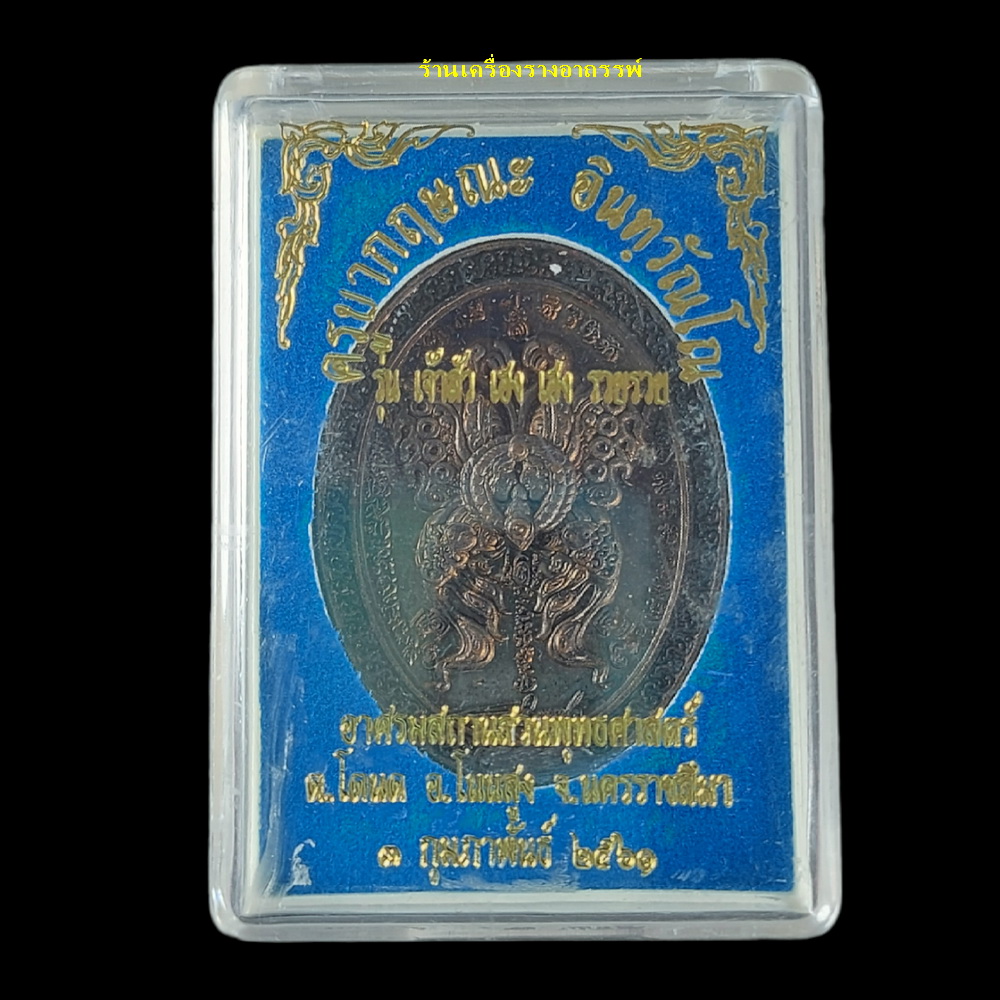 ร้านเครื่องรางอาถรรพ์
ครูบากฤษณะ อินทฺวัณโณ
รุ่น เจ้าสัว เฮง เฮง รวยรวย
อาศรมสถานสวนพุทธศาสตร์
ต.โตนด อ.โนนสูง จ.นครราชสีมา
๑ กุมภาพันธ์ ๒๕๖๑